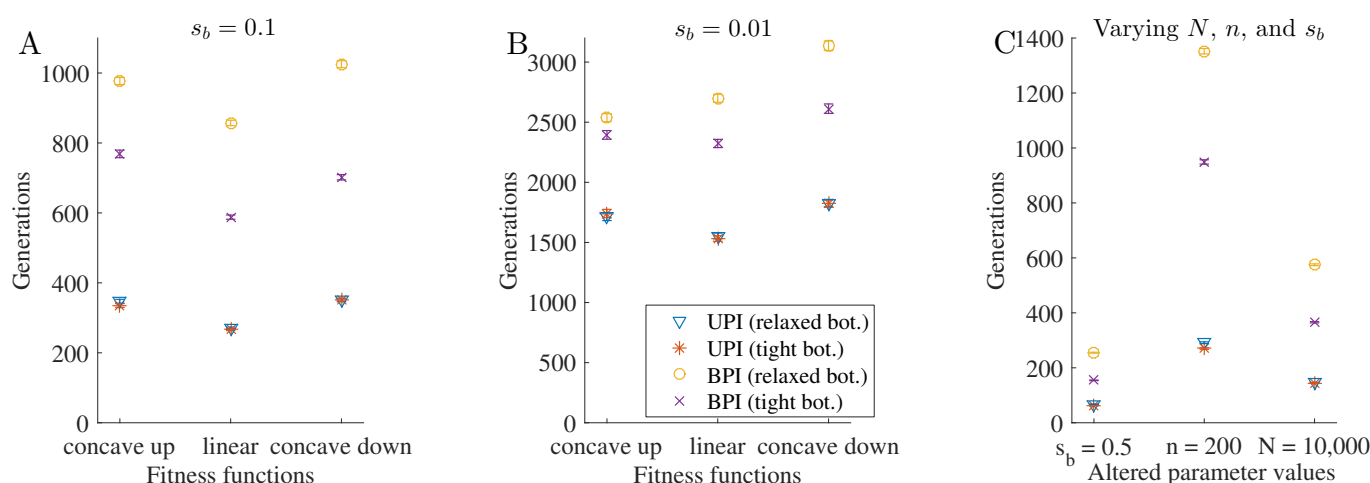 A
s_b = 0.1
Generations
1000
800
600
400
200
0
concave up
linear
concave down
Fitness functions
B
s_b = 0.01
Generations
3000
2500
2000
1500
1000
500
0
UPI (relaxed bot.)
UPI (tight bot.)
BPI (relaxed bot.)
BPI (tight bot.)
concave up
linear
concave down
Fitness functions
C
Varying N, n, and s_b
Generations
1400
1200
1000
800
600
400
200
0
s_b = 0.5
n = 200
N = 10,000
Altered parameter values